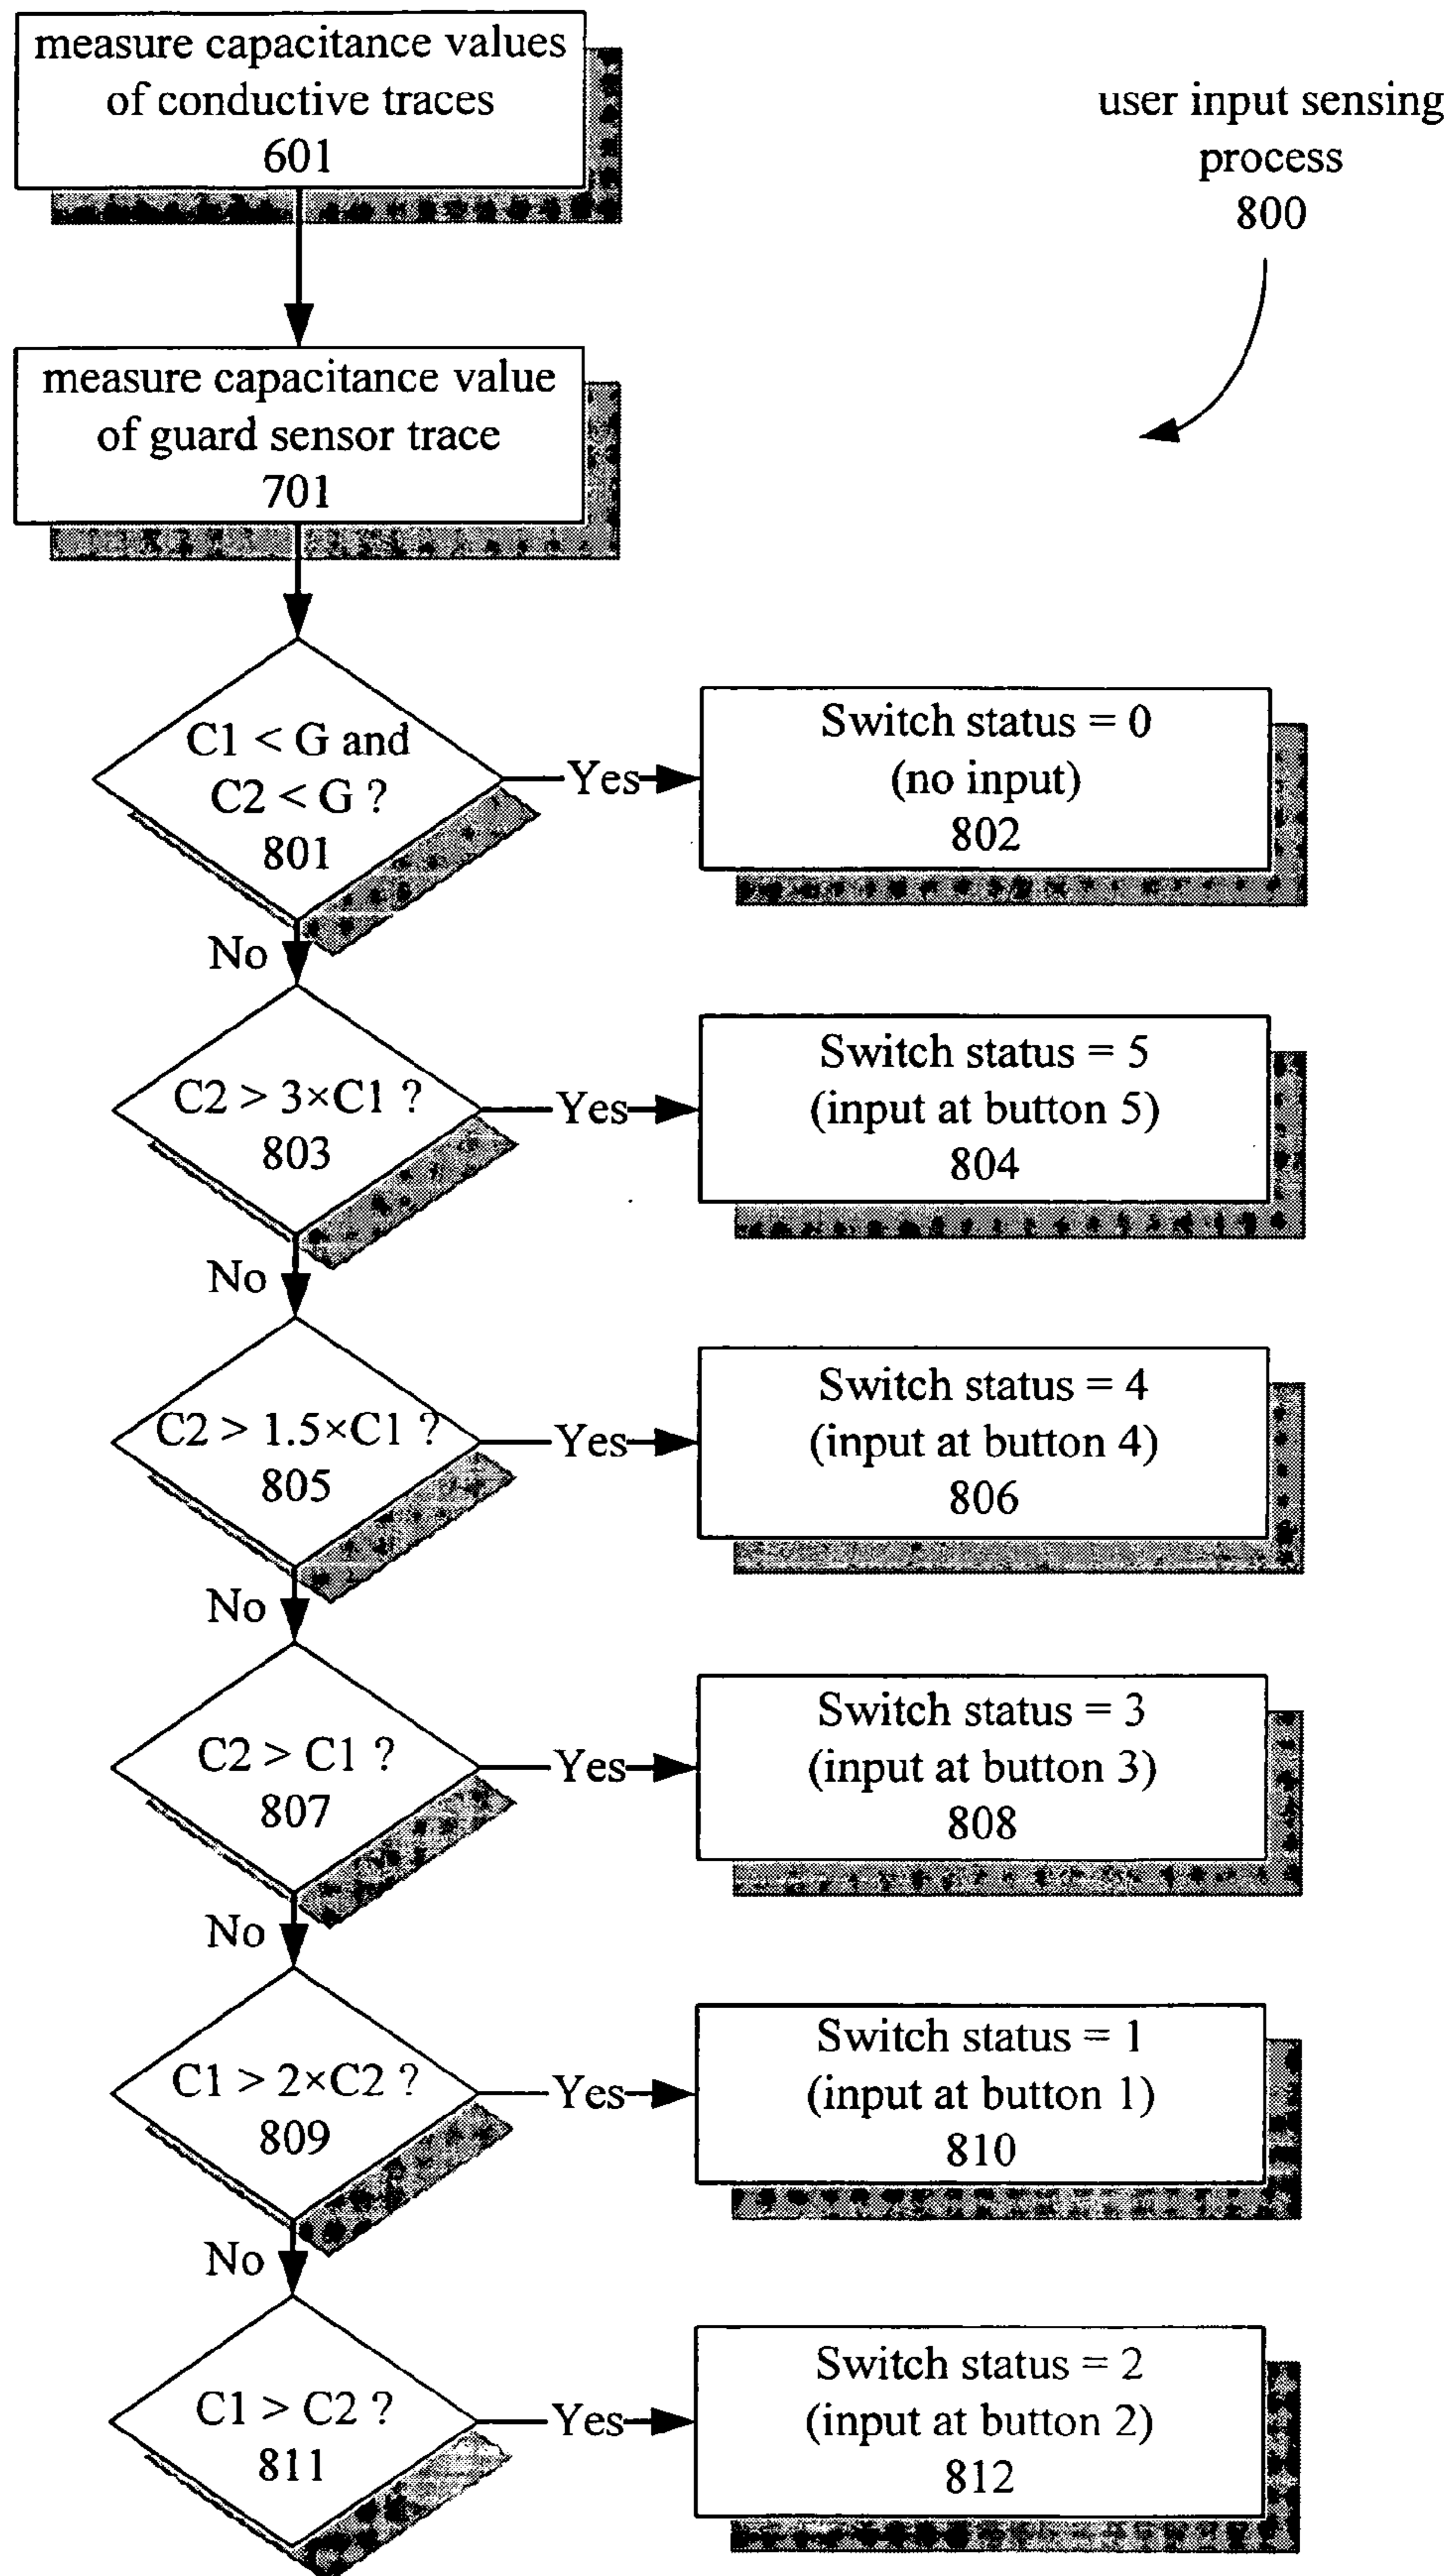 measure capacitance values
of conductive traces
601
user input sensing
process
800
measure capacitance value
of guard sensor trace
701
C1 < G and
C2 < G ?
801
Yes
Switch status = 0
(no input)
802
No
C2 > 3×C1 ?
803
Yes
Switch status = 5
(input at button 5)
804
No
C2 > 1.5×C1 ?
805
Yes
Switch status = 4
(input at button 4)
806
No
C2 > C1 ?
807
Yes
Switch status = 3
(input at button 3)
808
No
C1 > 2×C2 ?
809
Yes
Switch status = 1
(input at button 1)
810
No
C1 > C2 ?
811
Yes
Switch status = 2
(input at button 2)
812